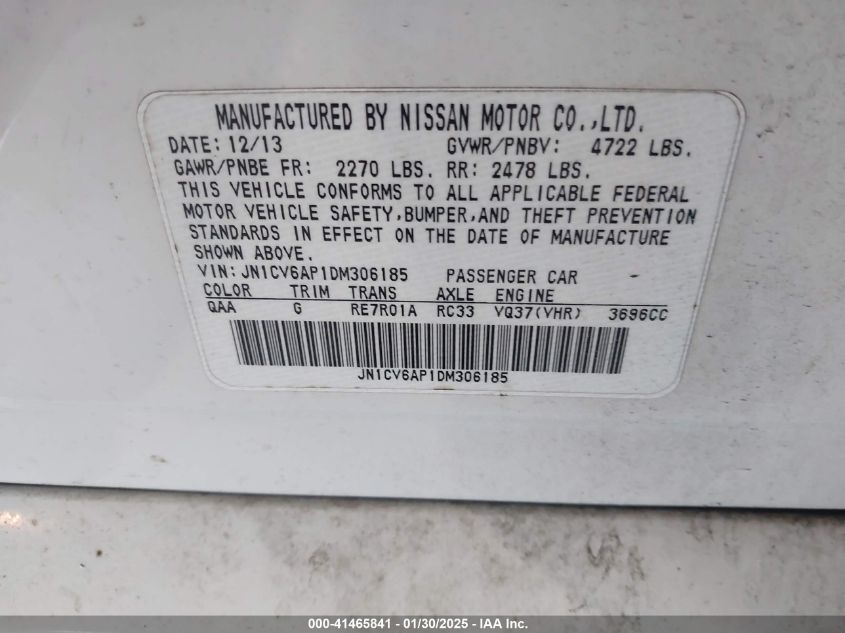 MANUFACTURED BY NISSAN MOTOR CO.,LTD.
DATE: 12/13 GVWR/PNBV: 4722 LBS.
GAWR/PNBE FR: 2270 LBS. RR: 2478 LBS.
THIS VEHICLE CONFORMS TO ALL APPLICABLE FEDERAL
MOTOR VEHICLE SAFETY,BUMPER,AND THEFT PREVENTION
STANDARDS IN EFFECT ON THE DATE OF MANUFACTURE
SHOWN ABOVE.
VIN: JN1CV6AP1DM306185 PASSENGER CAR -
COLOR TRIM TRANS AXLE ENGINE
QAA G RE7R01A RC33 VQ37(VHR) 3696CC
JN1CV6AP1DM306185
000-41465841 - 01/30/2025 - IAA Inc.